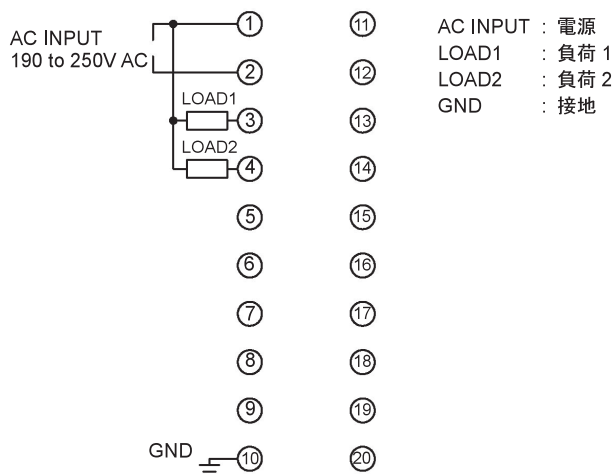 AC INPUT
190 to 250V AC
LOAD1
LOAD2
GND
1
2
3
4
5
6
7
8
9
10
11
12
13
14
15
16
17
18
19
20
AC INPUT : 電源
LOAD1 : 負荷 1
LOAD2 : 負荷 2
GND : 接地